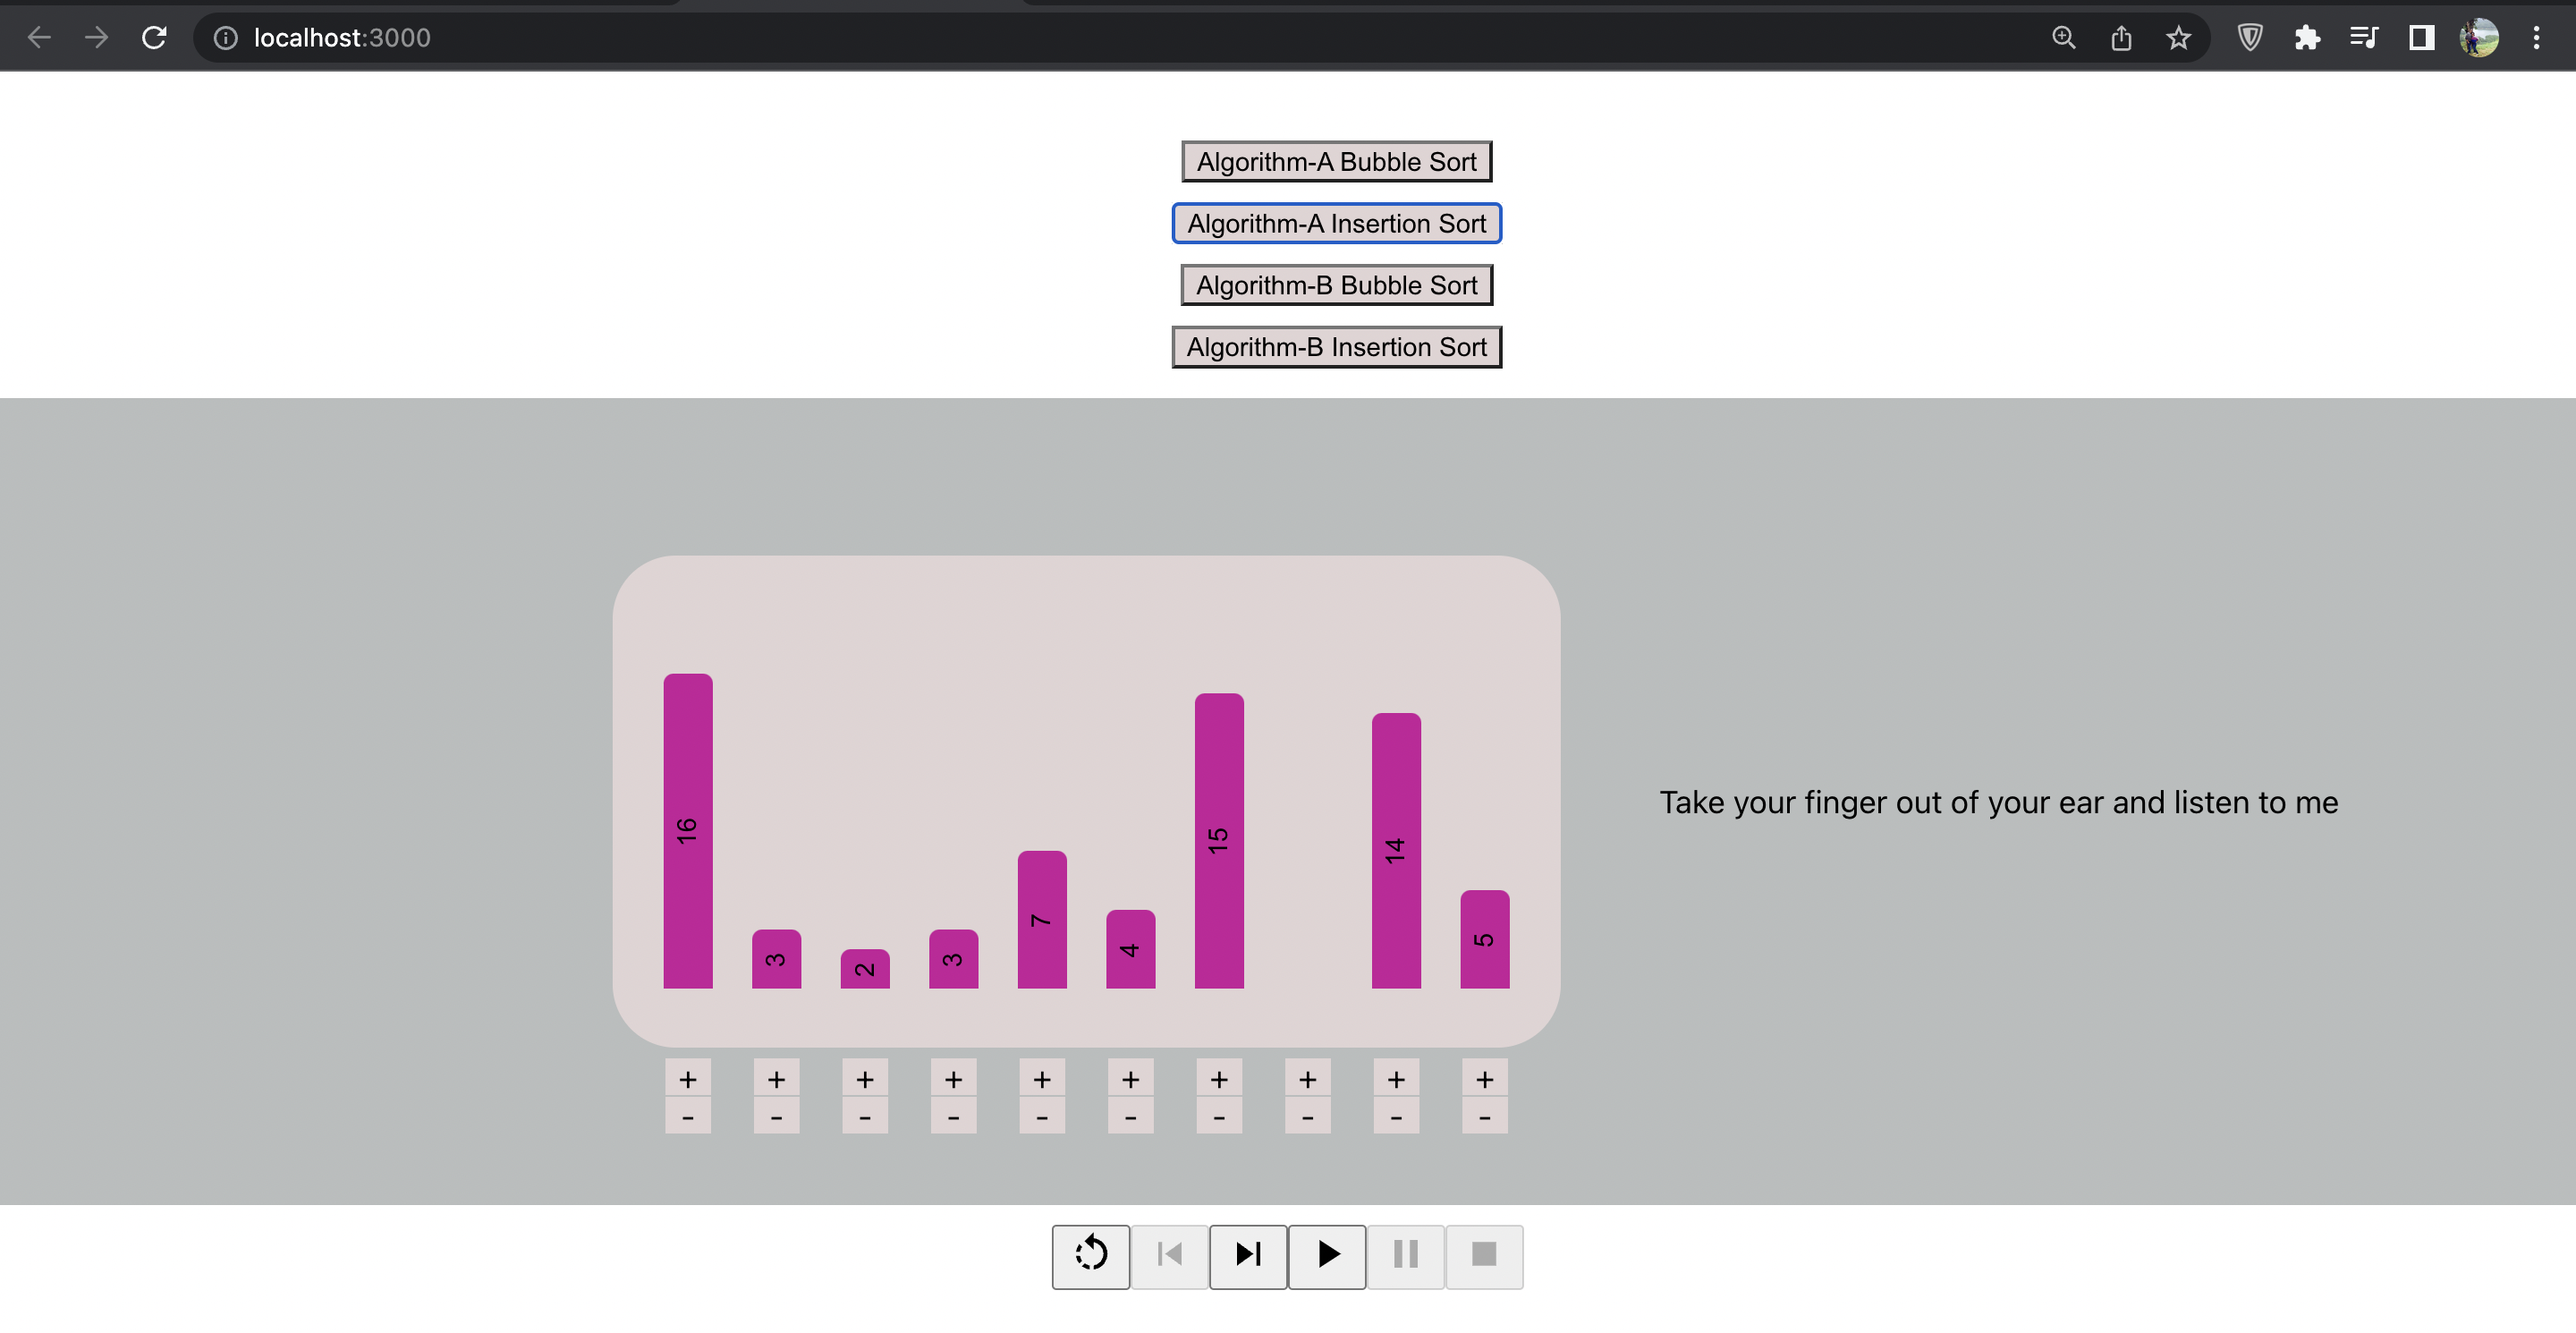 localhost:3000
Algorithm-A Bubble Sort
Algorithm-A Insertion Sort
Algorithm-B Bubble Sort
Algorithm-B Insertion Sort
16 3 2 3 7 4 15 14 5
Take your finger out of your ear and listen to me
+ + + + + + + + + +
- - - - - - - - - -